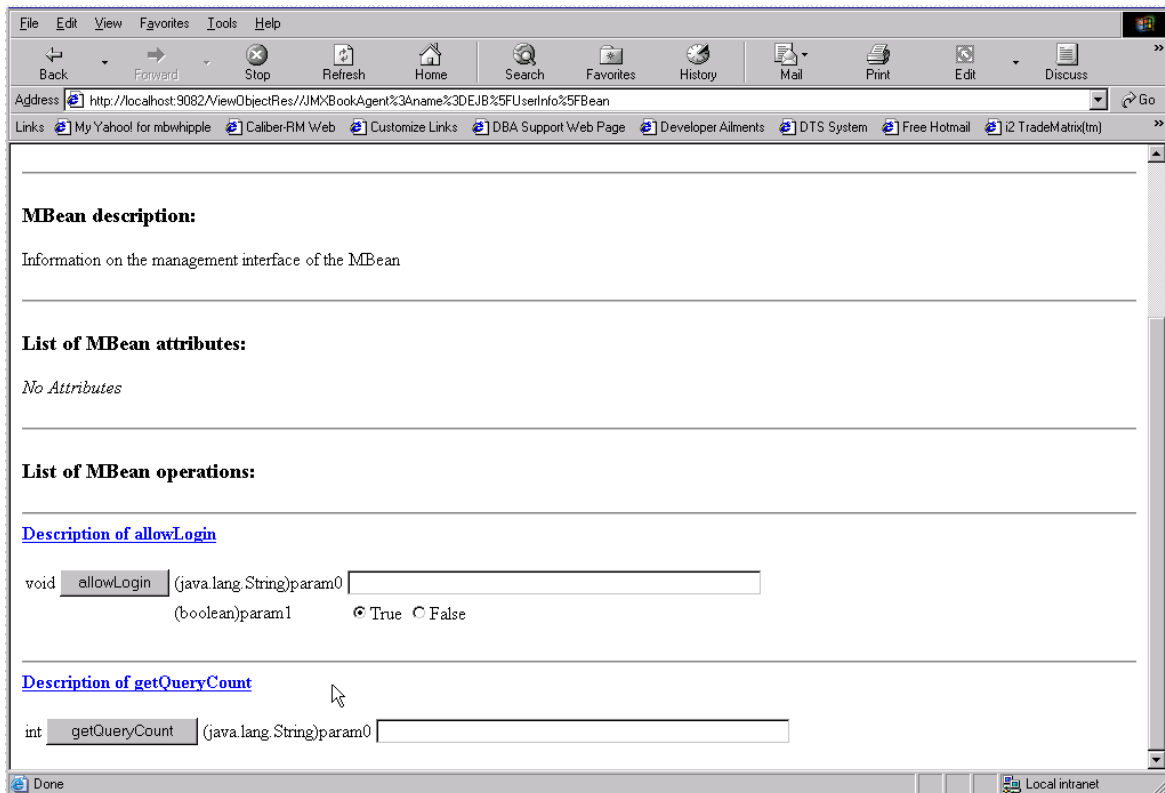 File Edit View Favorites Tools Help
Back Forward Stop Refresh Home Search Favorites History Mail Print Edit Discuss »
Address http://localhost:9082/ViewObjectRes//JMXBookAgent%3Aname%3DEJB%5FUserInfo%5FBean Go
Links My Yahoo! for mbwhipple Caliber-RM Web Customize Links DBA Support Web Page Developer Ailments DTS System Free Hotmail i2 TradeMatrix(tm) »
MBean description:
Information on the management interface of the MBean
List of MBean attributes:
No Attributes
List of MBean operations:
Description of allowLogin
void allowLogin (java.lang.String)param0
(boolean)param1 True False
Description of getQueryCount
int getQueryCount (java.lang.String)param0
Done Local intranet